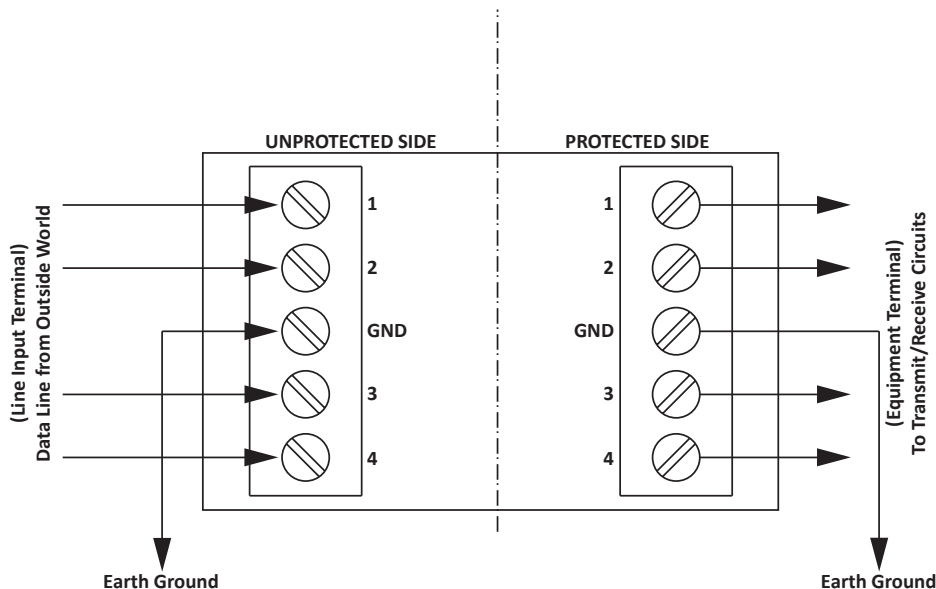 UNPROTECTED SIDE
PROTECTED SIDE
(Line Input Terminal)
Data Line from Outside World
1
2
GND
3
4
1
2
GND
3
4
(Equipment Terminal)
To Transmit/Receive Circuits
Earth Ground
Earth Ground